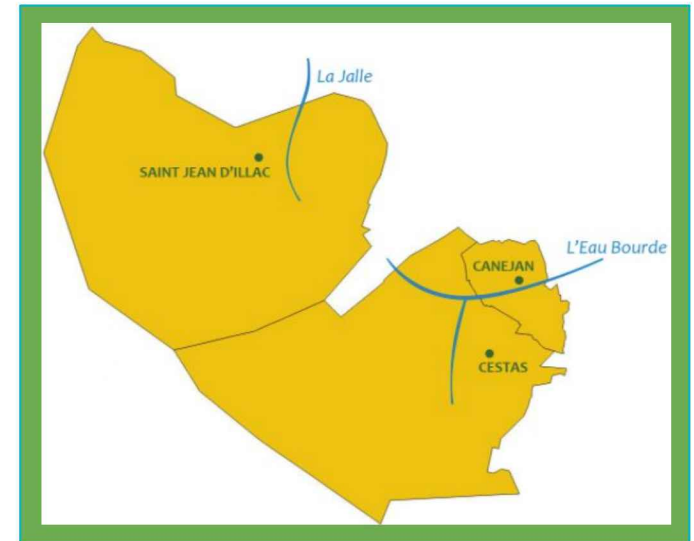 La Jalle
SAINT JEAN D'ILLAC
L'Eau Bourde
CANEJAN
CESTAS